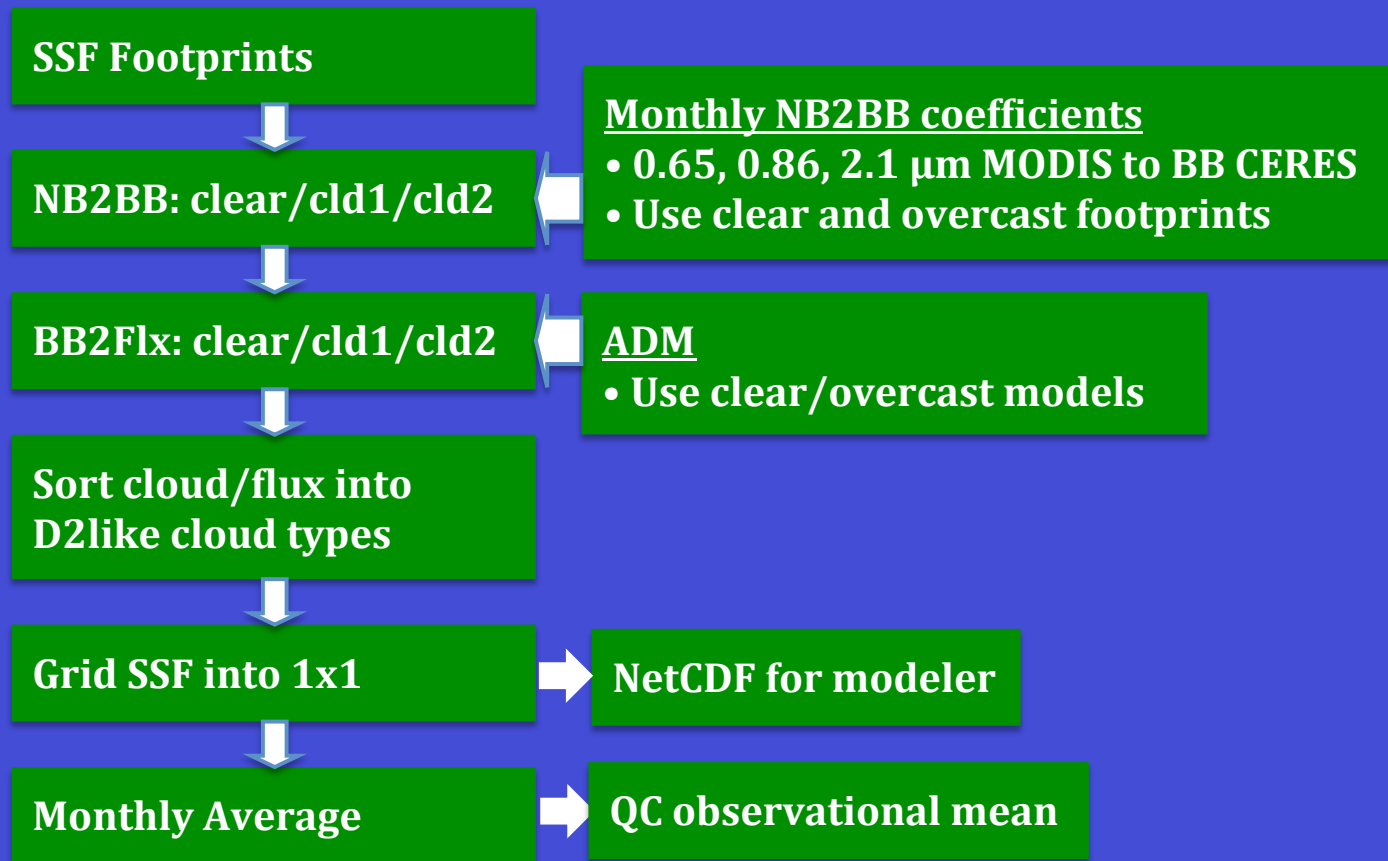 SSF Footprints
Monthly NB2BB coefficients
• 0.65, 0.86, 2.1 µm MODIS to BB CERES
• Use clear and overcast footprints
NB2BB: clear/cld1/cld2
BB2Flx: clear/cld1/cld2
ADM
• Use clear/overcast models
Sort cloud/flux into
D2like cloud types
Grid SSF into 1x1
NetCDF for modeler
Monthly Average
QC observational mean